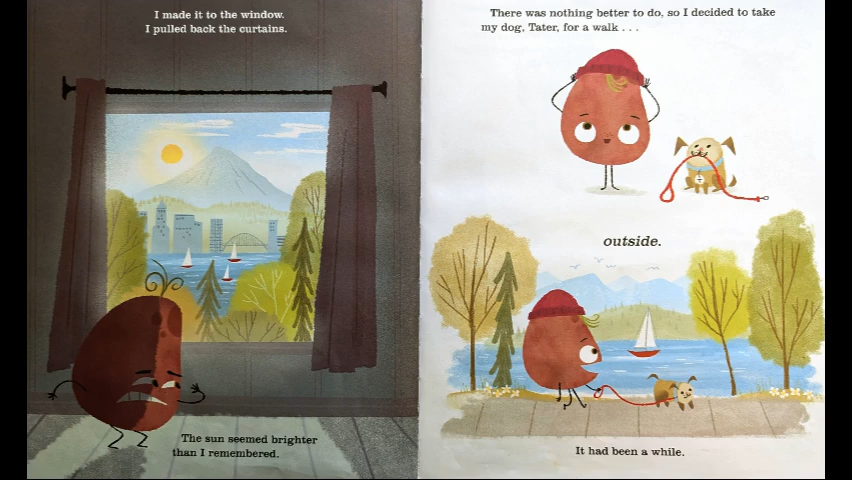 I made it to the window.
I pulled back the curtains.
The sun seemed brighter
than I remembered.
There was nothing better to do, so I decided to take
my dog, Tater, for a walk . . .
outside.
It had been a while.